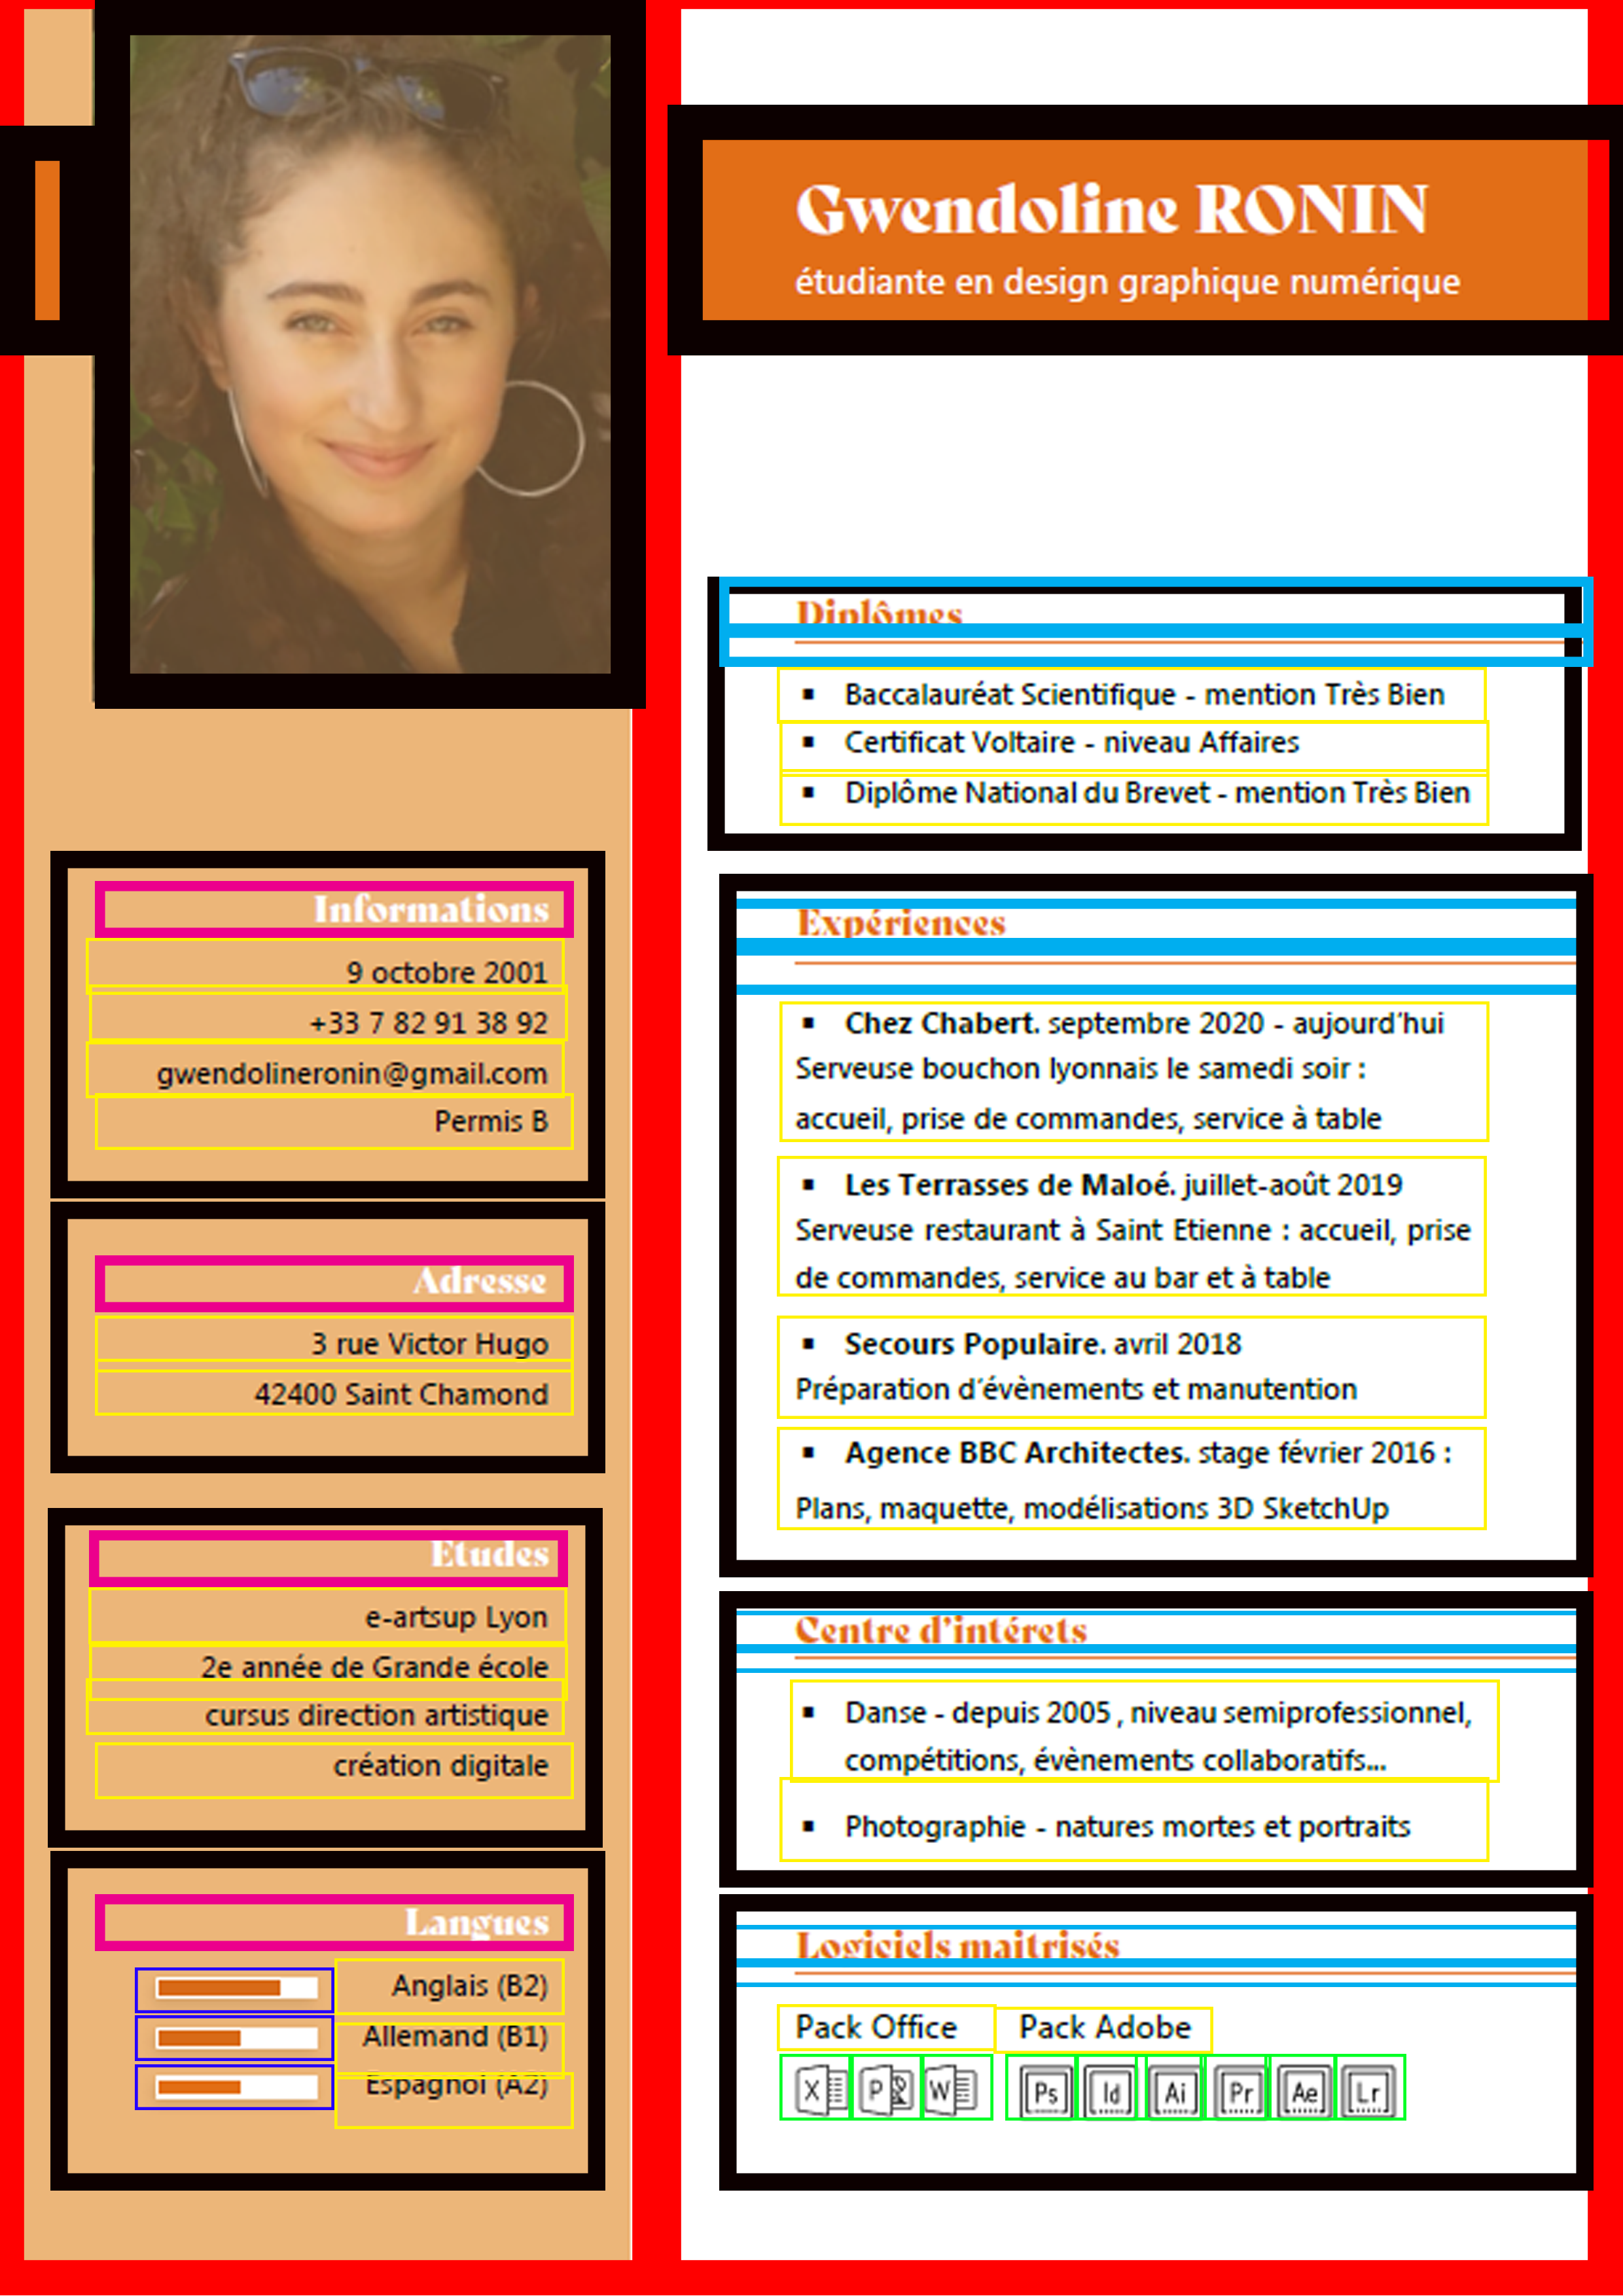 Gwendoline RONIN
étudiante en design graphique numérique
Informations
9 octobre 2001
+33 7 82 91 38 92
gwendolineronin@gmail.com
Permis B
Adresse
3 rue Victor Hugo
42400 Saint Chamond
Etudes
e-artsup Lyon
2e année de Grande école
cursus direction artistique
création digitale
Langues
Anglais (B2)
Allemand (B1)
Espagnol (A2)
Diplômes
▪ Baccalauréat Scientifique - mention Très Bien
▪ Certificat Voltaire - niveau Affaires
▪ Diplôme National du Brevet - mention Très Bien
Expériences
▪ Chez Chabert. septembre 2020 - aujourd'hui
Serveuse bouchon lyonnais le samedi soir :
accueil, prise de commandes, service à table
▪ Les Terrasses de Maloé. juillet-août 2019
Serveuse restaurant à Saint Etienne : accueil, prise
de commandes, service au bar et à table
▪ Secours Populaire. avril 2018
Préparation d'évènements et manutention
▪ Agence BBC Architectes. stage février 2016 :
Plans, maquette, modélisations 3D SketchUp
Centre d'intérets
▪ Danse - depuis 2005 , niveau semiprofessionnel,
compétitions, évènements collaboratifs...
▪ Photographie - natures mortes et portraits
Logiciels maitrisés
Pack Office Pack Adobe
X P W Ps Id Ai Pr Ae Lr